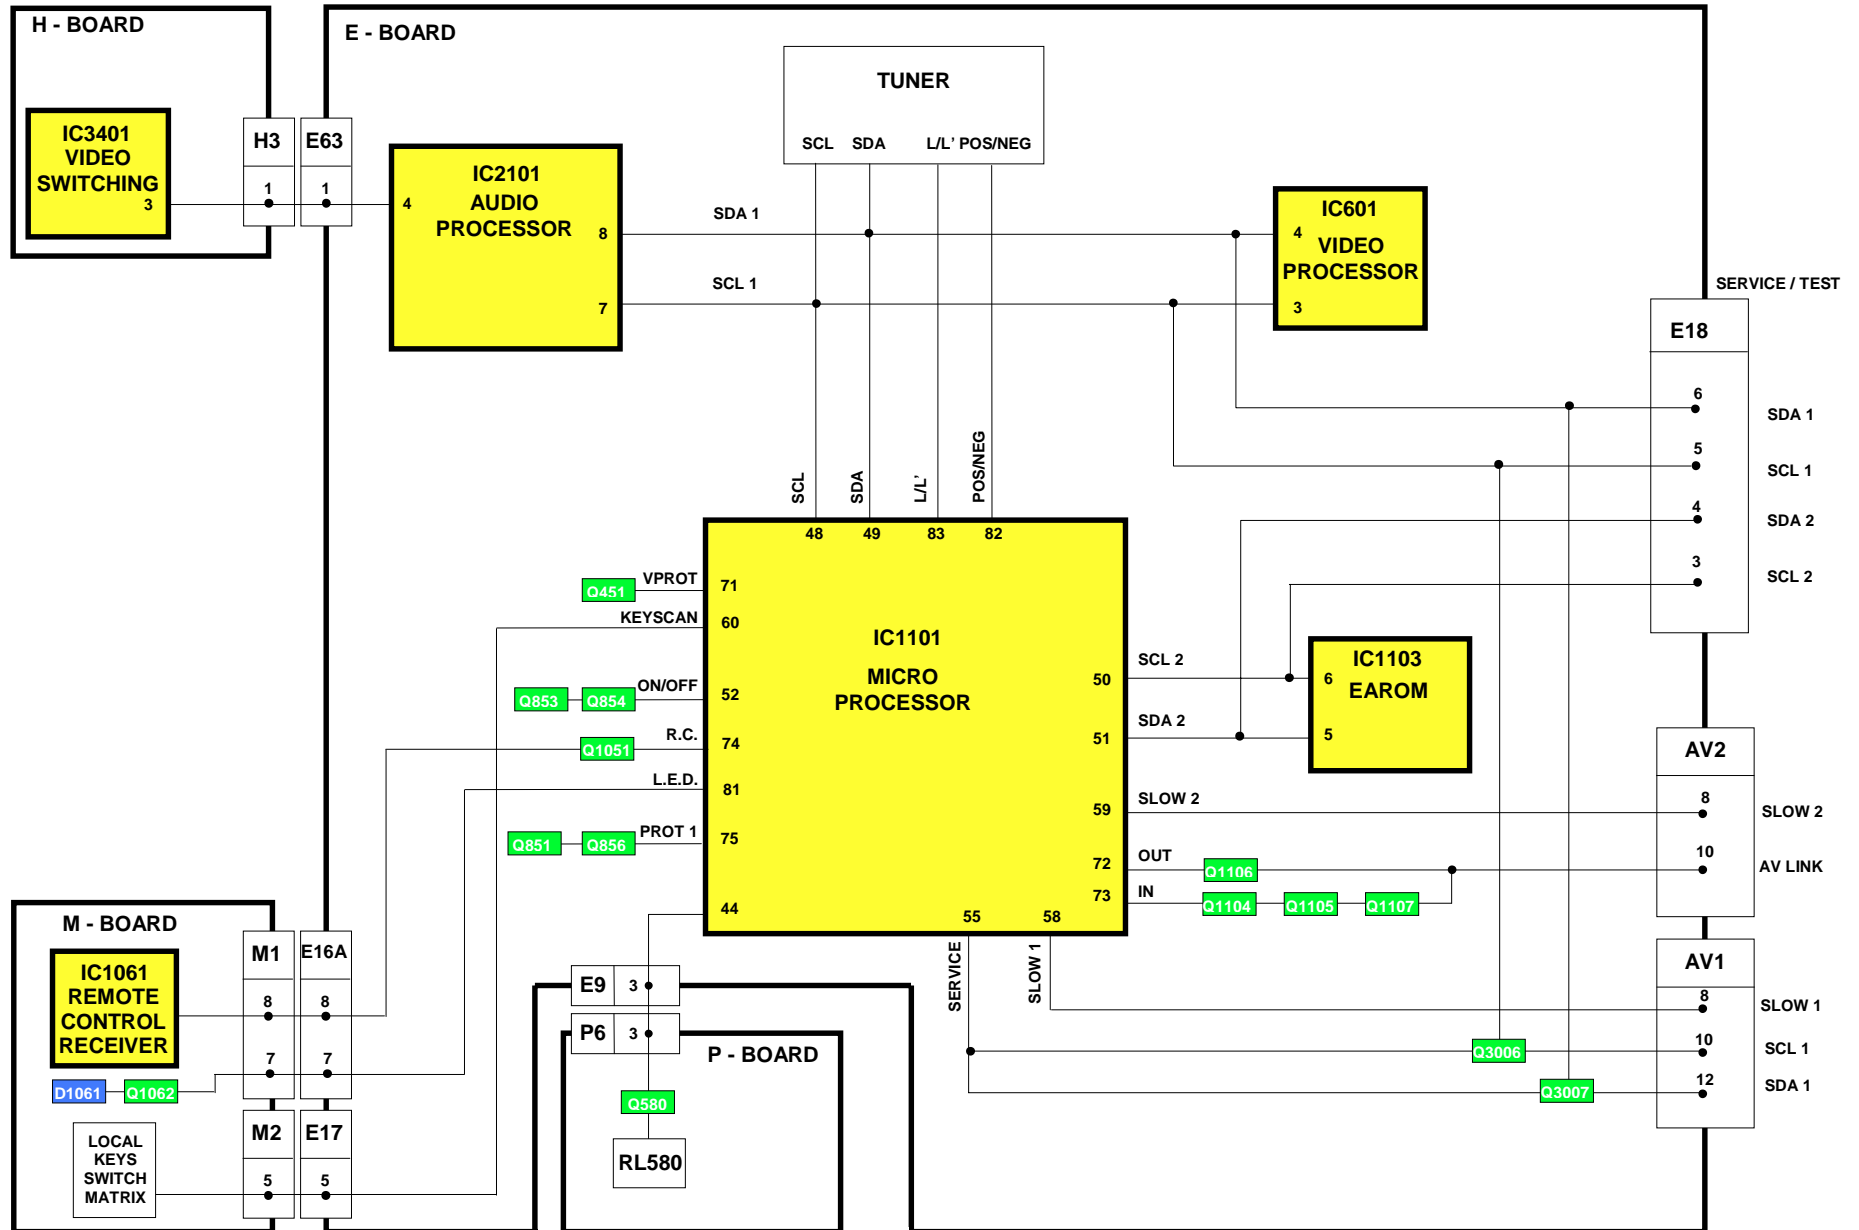 H - BOARD
E - BOARD
IC3401
VIDEO
SWITCHING
3
H3
1
E63
1
IC2101
AUDIO
PROCESSOR
4
8
7
TUNER
SCL SDA L/L' POS/NEG
SDA 1
SCL 1
IC601
4
VIDEO
PROCESSOR
3
SERVICE / TEST
E18
6
SDA 1
5
SCL 1
4
SDA 2
3
SCL 2
SCL
SDA
L/L'
POS/NEG
48 49 83 82
IC1101
MICRO
PROCESSOR
Q451
VPROT
71
KEYSCAN
60
Q853
Q854
ON/OFF
52
Q1051
R.C.
74
L.E.D.
81
Q851
Q856
PROT 1
75
44
50
SCL 2
51
SDA 2
IC1103
EAROM
6
5
59
SLOW 2
72
OUT
Q1106
73
IN
Q1104
Q1105
Q1107
55 58
SERVICE
SLOW 1
AV2
8
SLOW 2
10
AV LINK
AV1
8
SLOW 1
10
SCL 1
12
SDA 1
Q3006
Q3007
M - BOARD
IC1061
REMOTE
CONTROL
RECEIVER
M1
8
7
E16A
8
7
D1061
Q1062
LOCAL
KEYS
SWITCH
MATRIX
M2
5
E17
5
E9 3
P6 3
P - BOARD
Q580
RL580